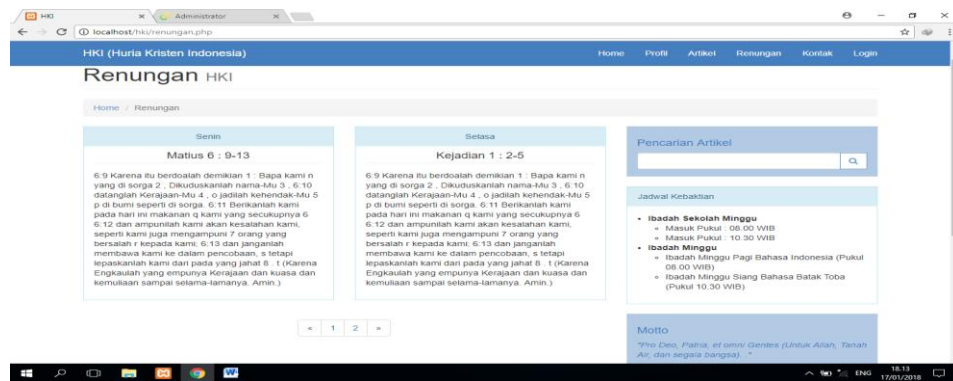 HKI
Administrator
localhost/hki/renungan.php
HKI (Huria Kristen Indonesia)
Home Profil Artikel Renungan Kontak Login
Renungan HKI
Home / Renungan
Senin
Matius 6 : 9-13
6:9 Karena itu berdoalah demikian 1 : Bapa kami n
yang di sorga 2 , Dikuduskanlah nama-Mu 3 , 6:10
datanglah Kerajaan-Mu 4 , o jadilah kehendak-Mu 5
p di bumi seperti di sorga. 6:11 Berikanlah kami
pada hari ini makanan q kami yang secukupnya 6
6:12 dan ampunilah kami akan kesalahan kami,
seperti kami juga mengampuni 7 orang yang
bersalah r kepada kami; 6:13 dan janganlah
membawa kami ke dalam pencobaan, s tetapi
lepaskanlah kami dari pada yang jahat 8 . t (Karena
Engkaulah yang empunya Kerajaan dan kuasa dan
kemuliaan sampai selama-lamanya. Amin.)
Selasa
Kejadian 1 : 2-5
6:9 Karena itu berdoalah demikian 1 : Bapa kami n
yang di sorga 2 , Dikuduskanlah nama-Mu 3 , 6:10
datanglah Kerajaan-Mu 4 , o jadilah kehendak-Mu 5
p di bumi seperti di sorga. 6:11 Berikanlah kami
pada hari ini makanan q kami yang secukupnya 6
6:12 dan ampunilah kami akan kesalahan kami,
seperti kami juga mengampuni 7 orang yang
bersalah r kepada kami; 6:13 dan janganlah
membawa kami ke dalam pencobaan, s tetapi
lepaskanlah kami dari pada yang jahat 8 . t (Karena
Engkaulah yang empunya Kerajaan dan kuasa dan
kemuliaan sampai selama-lamanya. Amin.)
« 1 2 »
Pencarian Artikel
Jadwal Kebaktian
Ibadah Sekolah Minggu
Masuk Pukul : 08.00 WIB
Masuk Pukul : 10.30 WIB
Ibadah Minggu
Ibadah Minggu Pagi Bahasa Indonesia (Pukul
08.00 WIB)
Ibadah Minggu Siang Bahasa Batak Toba
(Pukul 10.30 WIB)
Motto
"Pro Deo, Patria, et omni Gentes (Untuk Allah, Tanah
Air, dan segala bangsa). ."
ENG
18.13
17/01/2018